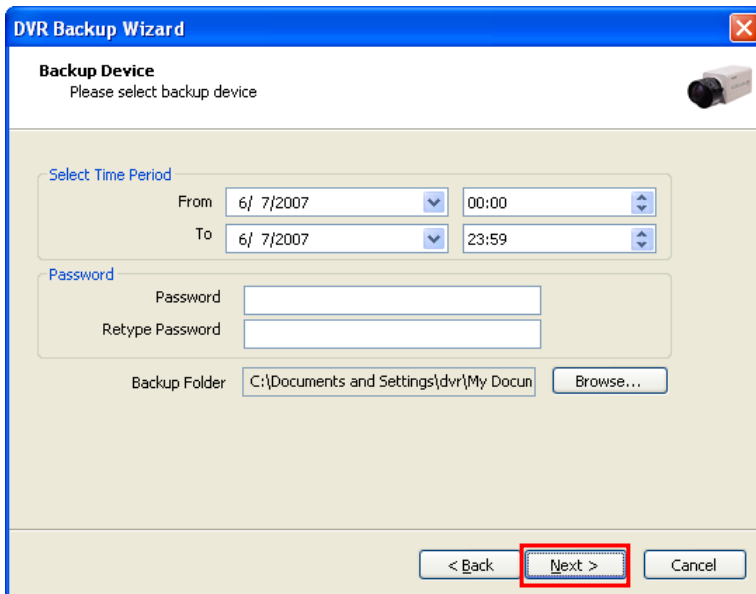 DVR Backup Wizard
Backup Device
Please select backup device
Select Time Period
From 6/ 7/2007 00:00
To 6/ 7/2007 23:59
Password
Password
Retype Password
Backup Folder C:\Documents and Settings\dvr\My Docun Browse...
< Back Next > Cancel